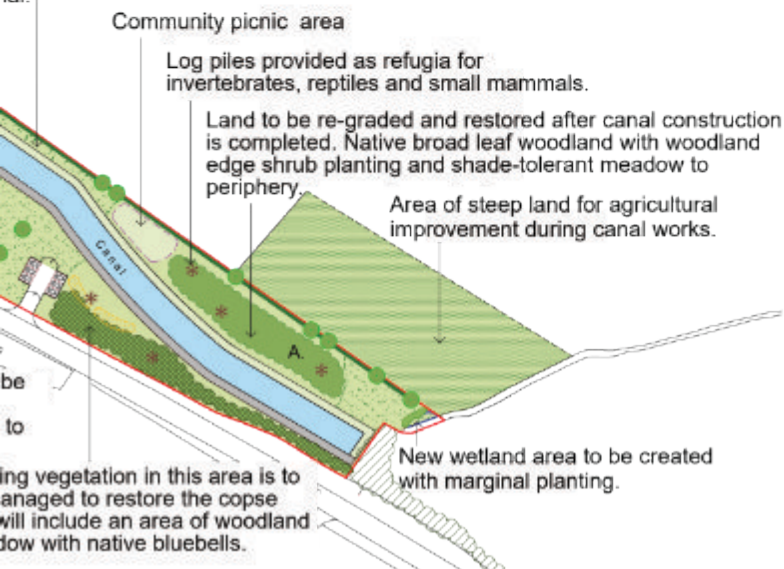 Community picnic area
Log piles provided as refugia for
invertebrates, reptiles and small mammals.
Land to be re-graded and restored after canal construction
is completed. Native broad leaf woodland with woodland
edge shrub planting and shade-tolerant meadow to
periphery.
Area of steep land for agricultural
improvement during canal works.
Canal
A.
be
to
New wetland area to be created
with marginal planting.
ing vegetation in this area is to
anaged to restore the copse
will include an area of woodland
dow with native bluebells.